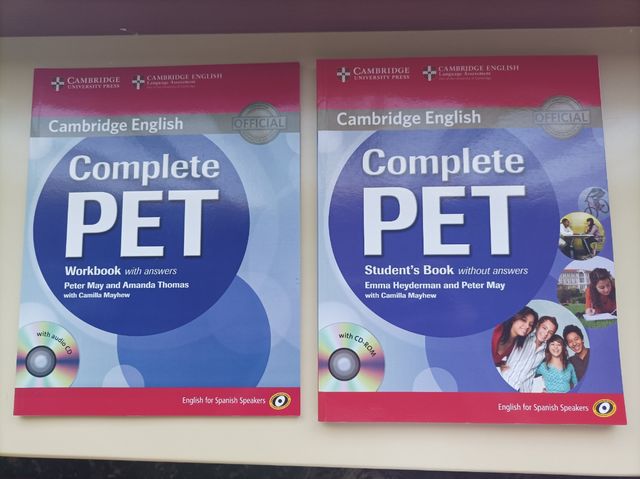 CAMBRIDGE
UNIVERSITY PRESS
CAMBRIDGE ENGLISH
Language Assessment
Cambridge English
OFFICIAL
Complete
PET
Workbook with answers
Peter May and Amanda Thomas
with Camilla Mayhew
with audio CD
English for Spanish Speakers
CAMBRIDGE
UNIVERSITY PRESS
CAMBRIDGE ENGLISH
Language Assessment
Cambridge English
OFFICIAL
Complete
PET
Student's Book without answers
Emma Heyderman and Peter May
with Camilla Mayhew
with CD-ROM
English for Spanish Speakers